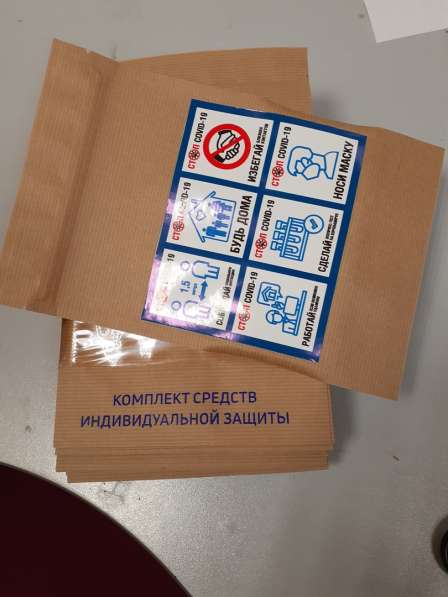 СТОП COVID-19
ИЗБЕГАЙ
СТОП COVID-19
НОСИ МАСКУ
СТОП COVID-19
БУДЬ ДОМА
СТОП COVID-19
СДЕЛАЙ
COVID-19
1,5
СТОП COVID-19
РАБОТАЙ
КОМПЛЕКТ СРЕДСТВ
ИНДИВИДУАЛЬНОЙ ЗАЩИТЫ